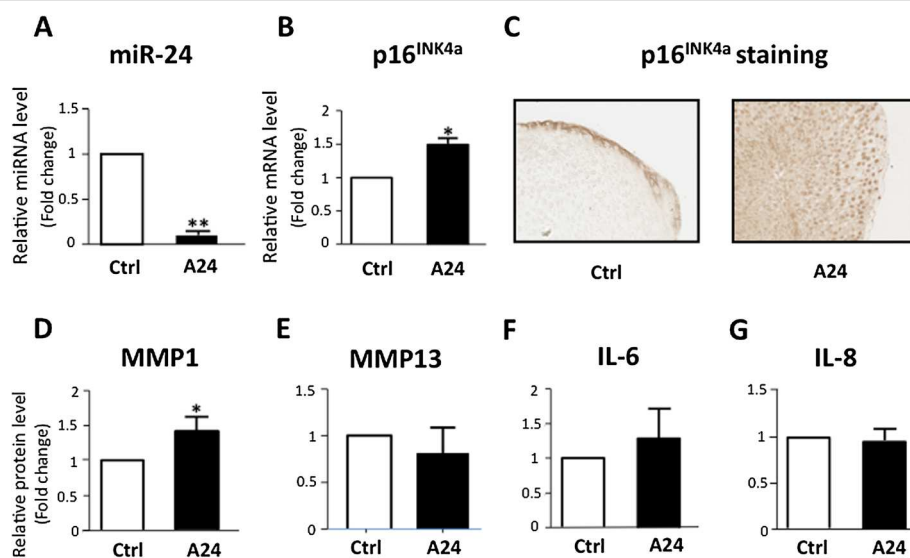 A
miR-24
Relative miRNA level
(Fold change)
1.5
1
0.5
0
**
Ctrl
A24
B
p16INK4a
Relative mRNA level
(Fold change)
2
1.5
1
0.5
0
*
Ctrl
A24
C
p16INK4a staining
Ctrl
A24
D
MMP1
Relative protein level
(Fold change)
2
1.5
1
0.5
0
*
Ctrl
A24
E
MMP13
1.5
1
0.5
0
Ctrl
A24
F
IL-6
2
1.5
1
0.5
0
Ctrl
A24
G
IL-8
1.5
1
0.5
0
Ctrl
A24